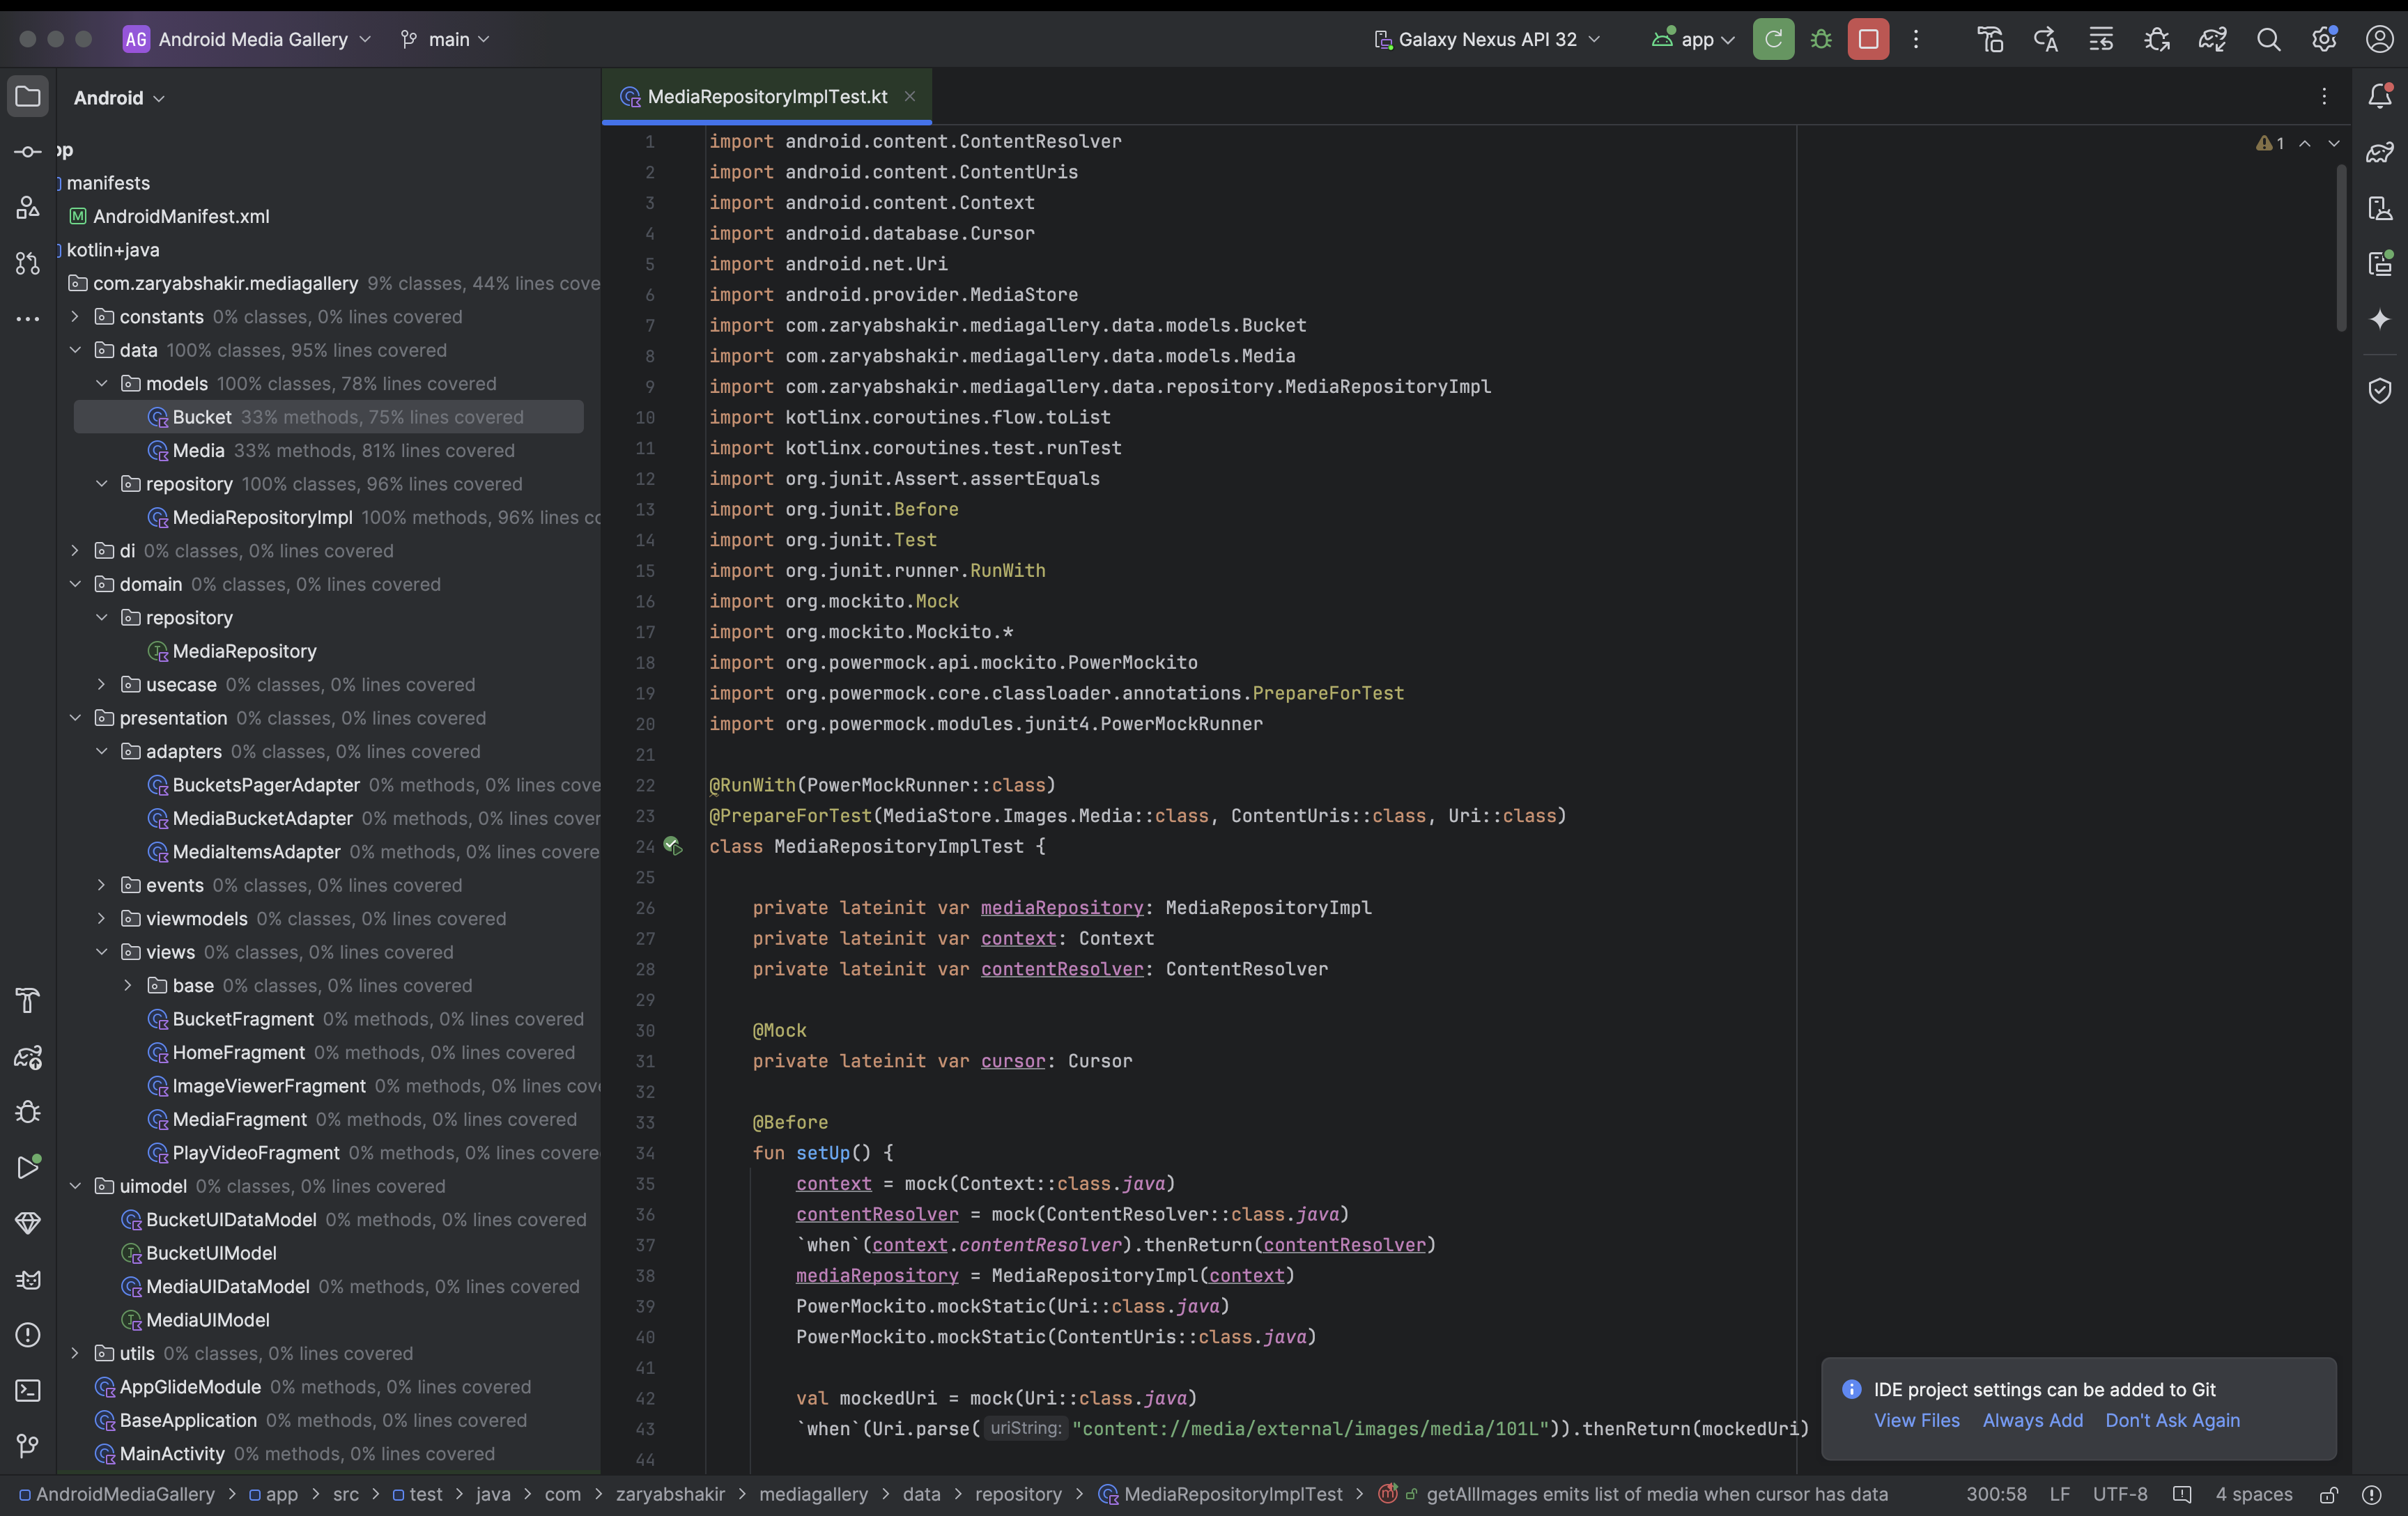 AG Android Media Gallery main Galaxy Nexus API 32 app
Android
MediaRepositoryImplTest.kt
pp
manifests
AndroidManifest.xml
kotlin+java
com.zaryabshakir.mediagallery 9% classes, 44% lines cove
constants 0% classes, 0% lines covered
data 100% classes, 95% lines covered
models 100% classes, 78% lines covered
Bucket 33% methods, 75% lines covered
Media 33% methods, 81% lines covered
repository 100% classes, 96% lines covered
MediaRepositoryImpl 100% methods, 96% lines co
di 0% classes, 0% lines covered
domain 0% classes, 0% lines covered
repository
MediaRepository
usecase 0% classes, 0% lines covered
presentation 0% classes, 0% lines covered
adapters 0% classes, 0% lines covered
BucketsPagerAdapter 0% methods, 0% lines cove
MediaBucketAdapter 0% methods, 0% lines cover
MediaItemsAdapter 0% methods, 0% lines covere
events 0% classes, 0% lines covered
viewmodels 0% classes, 0% lines covered
views 0% classes, 0% lines covered
base 0% classes, 0% lines covered
BucketFragment 0% methods, 0% lines covered
HomeFragment 0% methods, 0% lines covered
ImageViewerFragment 0% methods, 0% lines cov
MediaFragment 0% methods, 0% lines covered
PlayVideoFragment 0% methods, 0% lines covere
uimodel 0% classes, 0% lines covered
BucketUIDataModel 0% methods, 0% lines covered
BucketUIModel
MediaUIDataModel 0% methods, 0% lines covered
MediaUIModel
utils 0% classes, 0% lines covered
AppGlideModule 0% methods, 0% lines covered
BaseApplication 0% methods, 0% lines covered
MainActivity 0% methods, 0% lines covered
1 import android.content.ContentResolver
2 import android.content.ContentUris
3 import android.content.Context
4 import android.database.Cursor
5 import android.net.Uri
6 import android.provider.MediaStore
7 import com.zaryabshakir.mediagallery.data.models.Bucket
8 import com.zaryabshakir.mediagallery.data.models.Media
9 import com.zaryabshakir.mediagallery.data.repository.MediaRepositoryImpl
10 import kotlinx.coroutines.flow.toList
11 import kotlinx.coroutines.test.runTest
12 import org.junit.Assert.assertEquals
13 import org.junit.Before
14 import org.junit.Test
15 import org.junit.runner.RunWith
16 import org.mockito.Mock
17 import org.mockito.Mockito.*
18 import org.powermock.api.mockito.PowerMockito
19 import org.powermock.core.classloader.annotations.PrepareForTest
20 import org.powermock.modules.junit4.PowerMockRunner
21
22 @RunWith(PowerMockRunner::class)
23 @PrepareForTest(MediaStore.Images.Media::class, ContentUris::class, Uri::class)
24 class MediaRepositoryImplTest {
25
26 private lateinit var mediaRepository: MediaRepositoryImpl
27 private lateinit var context: Context
28 private lateinit var contentResolver: ContentResolver
29
30 @Mock
31 private lateinit var cursor: Cursor
32
33 @Before
34 fun setUp() {
35 context = mock(Context::class.java)
36 contentResolver = mock(ContentResolver::class.java)
37 `when`(context.contentResolver).thenReturn(contentResolver)
38 mediaRepository = MediaRepositoryImpl(context)
39 PowerMockito.mockStatic(Uri::class.java)
40 PowerMockito.mockStatic(ContentUris::class.java)
41
42 val mockedUri = mock(Uri::class.java)
43 `when`(Uri.parse( uriString: "content://media/external/images/media/101L")).thenReturn(mockedUri)
44
1
IDE project settings can be added to Git
View Files Always Add Don't Ask Again
AndroidMediaGallery > app > src > test > java > com > zaryabshakir > mediagallery > data > repository > MediaRepositoryImplTest > getAllImages emits list of media when cursor has data 300:58 LF UTF-8 4 spaces